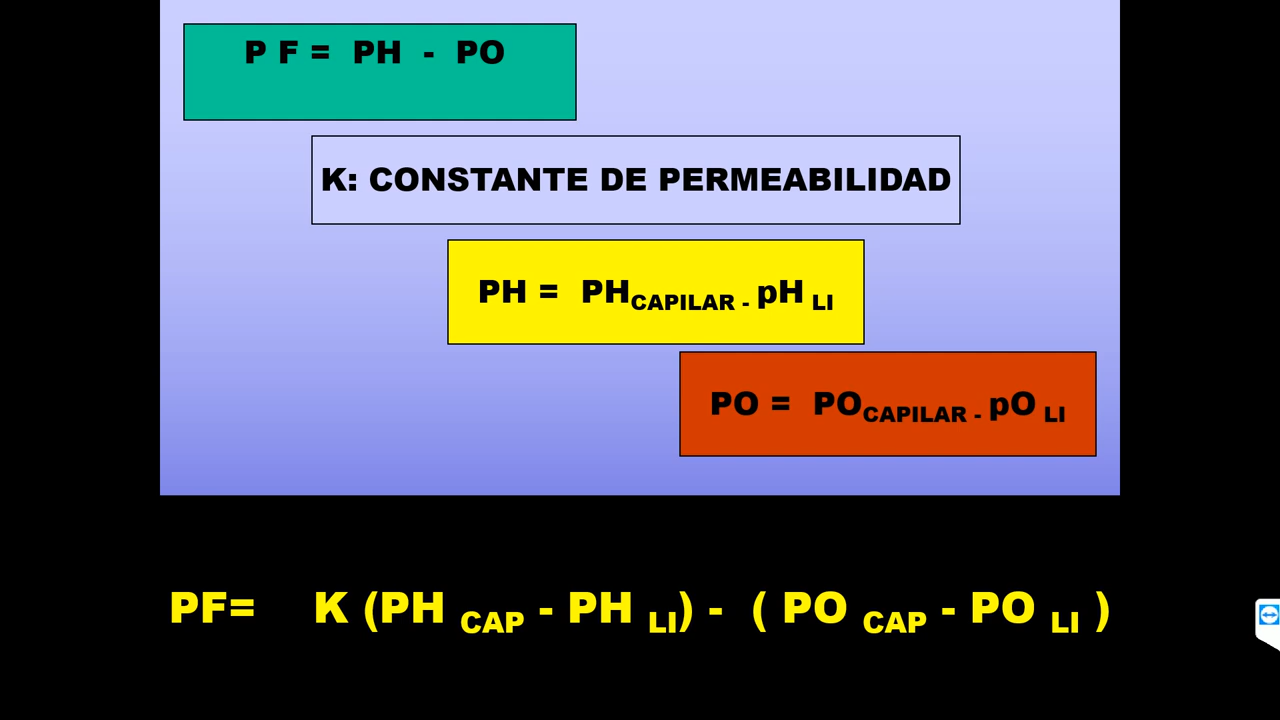 P F = PH - PO
K: CONSTANTE DE PERMEABILIDAD
PH = PHCAPILAR - pH LI
PO = POCAPILAR - pO LI
PF= K (PH CAP - PH LI) - ( PO CAP - PO LI )